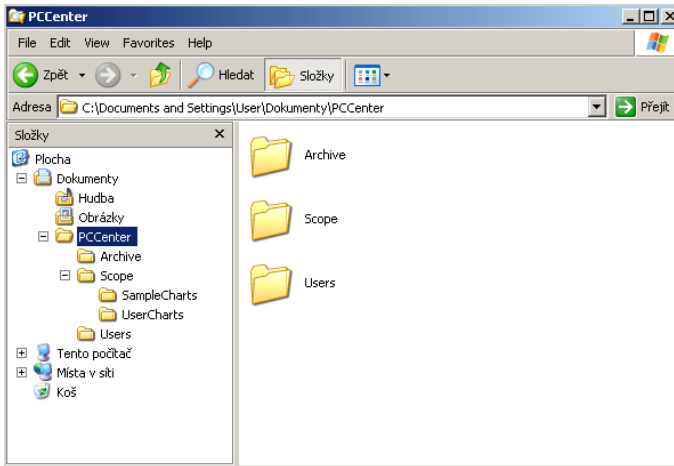 PCCenter
File Edit View Favorites Help
Zpět Hledat Složky
Adresa C:\Documents and Settings\User\Dokumenty\PCCenter Přejít
Složky
Plocha
Dokumenty
Hudba
Obrázky
PCCenter
Archive
Scope
SampleCharts
UserCharts
Users
Tento počítač
Místa v síti
Koš
Archive
Scope
Users